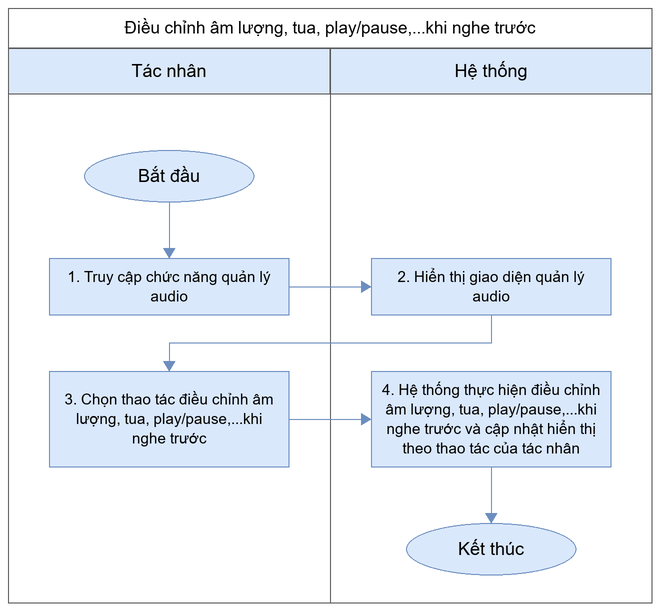 Điều chỉnh âm lượng, tua, play/pause,...khi nghe trước
Tác nhân
Hệ thống
Bắt đầu
1. Truy cập chức năng quản lý
audio
2. Hiển thị giao diện quản lý
audio
3. Chọn thao tác điều chỉnh âm
lượng, tua, play/pause,...khi
nghe trước
4. Hệ thống thực hiện điều chỉnh
âm lượng, tua, play/pause,...khi
nghe trước và cập nhật hiển thị
theo thao tác của tác nhân
Kết thúc